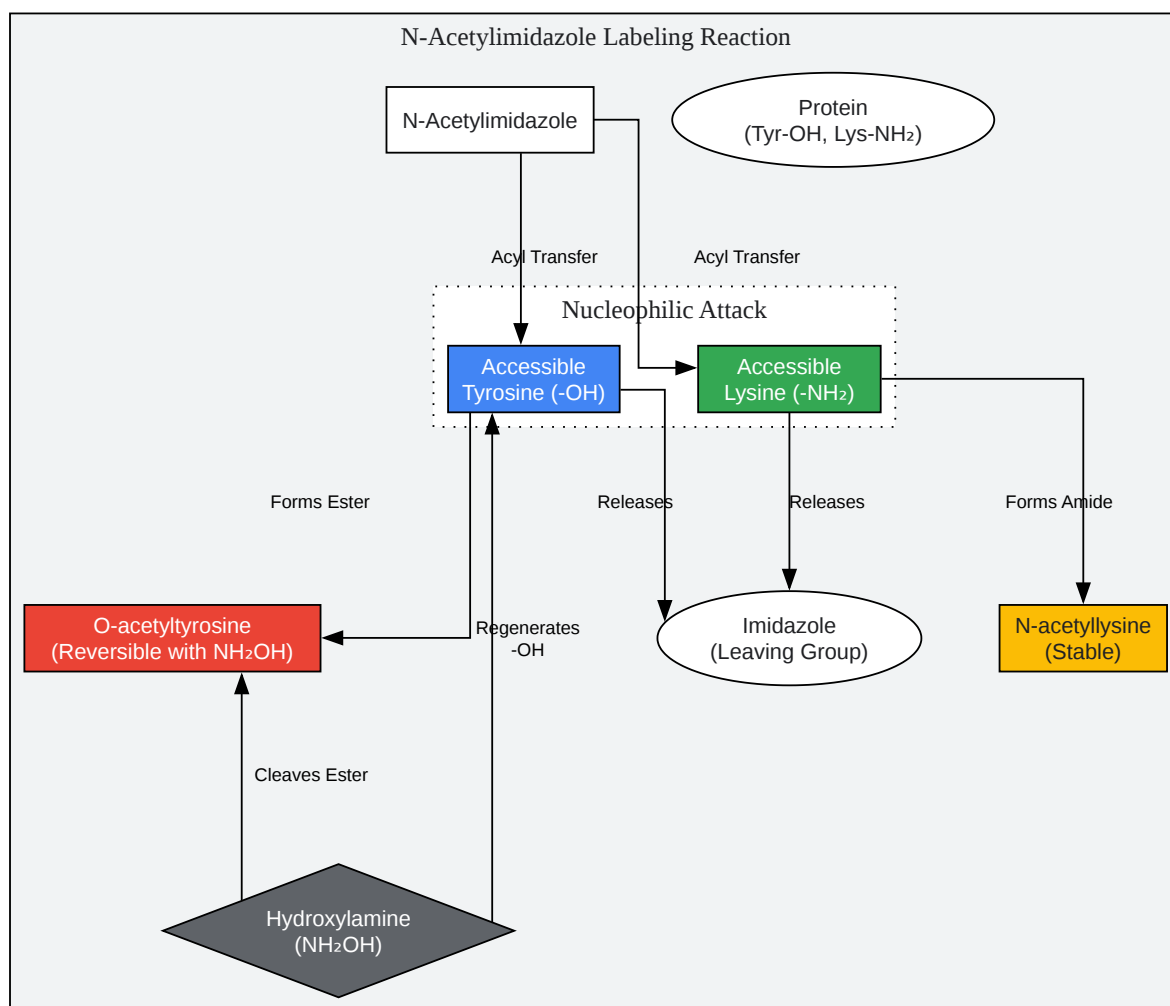 N-Acetylimidazole Labeling Reaction
N-Acetylimidazole
Protein
(Tyr-OH, Lys-NH₂)
Acyl Transfer
Acyl Transfer
Nucleophilic Attack
Accessible
Tyrosine (-OH)
Accessible
Lysine (-NH₂)
Forms Ester
Releases
Releases
Forms Amide
O-acetyltyrosine
(Reversible with NH₂OH)
Regenerates
-OH
Imidazole
(Leaving Group)
N-acetyllysine
(Stable)
Cleaves Ester
Hydroxylamine
(NH₂OH)